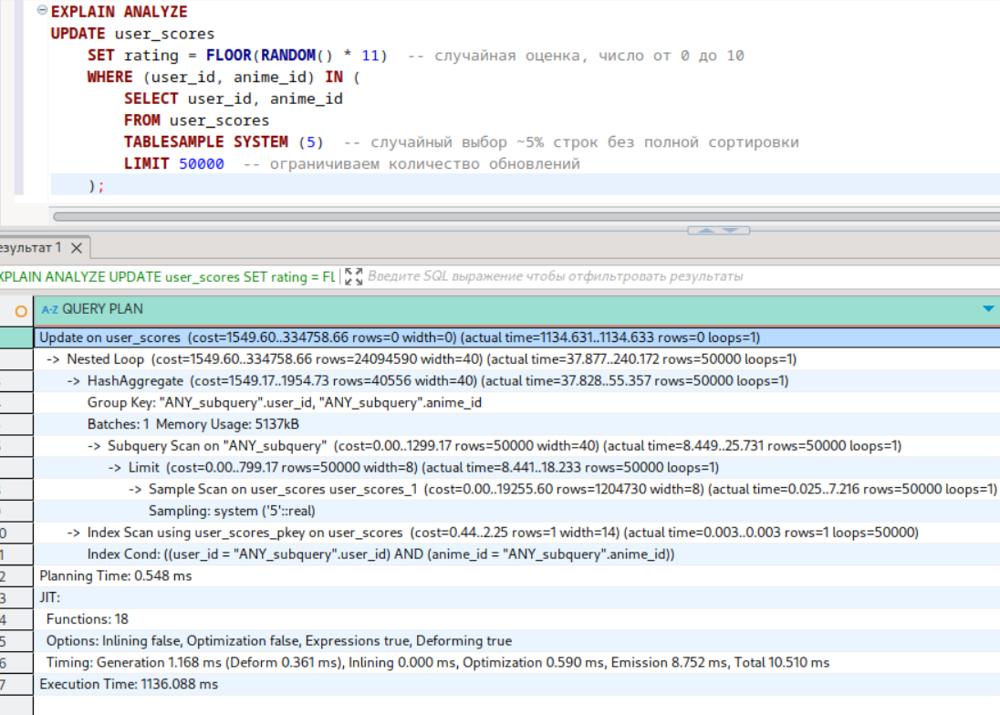 EXPLAIN ANALYZE
UPDATE user_scores
SET rating = FLOOR(RANDOM() * 11)  -- случайная оценка, число от 0 до 10
WHERE (user_id, anime_id) IN (
SELECT user_id, anime_id
FROM user_scores
TABLESAMPLE SYSTEM (5)  -- случайный выбор ~5% строк без полной сортировки
LIMIT 50000  -- ограничиваем количество обновлений
);
езультат 1
XPLAIN ANALYZE UPDATE user_scores SET rating = FL Введите SQL выражение чтобы отфильтровать результаты
A-Z QUERY PLAN
Update on user_scores (cost=1549.60..334758.66 rows=0 width=0) (actual time=1134.631..1134.633 rows=0 loops=1)
-> Nested Loop (cost=1549.60..334758.66 rows=24094590 width=40) (actual time=37.877..240.172 rows=50000 loops=1)
-> HashAggregate (cost=1549.17..1954.73 rows=40556 width=40) (actual time=37.828..55.357 rows=50000 loops=1)
Group Key: "ANY_subquery".user_id, "ANY_subquery".anime_id
Batches: 1 Memory Usage: 5137kB
-> Subquery Scan on "ANY_subquery" (cost=0.00..1299.17 rows=50000 width=40) (actual time=8.449..25.731 rows=50000 loops=1)
-> Limit (cost=0.00..799.17 rows=50000 width=8) (actual time=8.441..18.233 rows=50000 loops=1)
-> Sample Scan on user_scores user_scores_1 (cost=0.00..19255.60 rows=1204730 width=8) (actual time=0.025..7.216 rows=50000 loops=1)
Sampling: system ('5'::real)
0 -> Index Scan using user_scores_pkey on user_scores (cost=0.44..2.25 rows=1 width=14) (actual time=0.003..0.003 rows=1 loops=50000)
1 Index Cond: ((user_id = "ANY_subquery".user_id) AND (anime_id = "ANY_subquery".anime_id))
2 Planning Time: 0.548 ms
3 JIT:
4 Functions: 18
5 Options: Inlining false, Optimization false, Expressions true, Deforming true
6 Timing: Generation 1.168 ms (Deform 0.361 ms), Inlining 0.000 ms, Optimization 0.590 ms, Emission 8.752 ms, Total 10.510 ms
7 Execution Time: 1136.088 ms